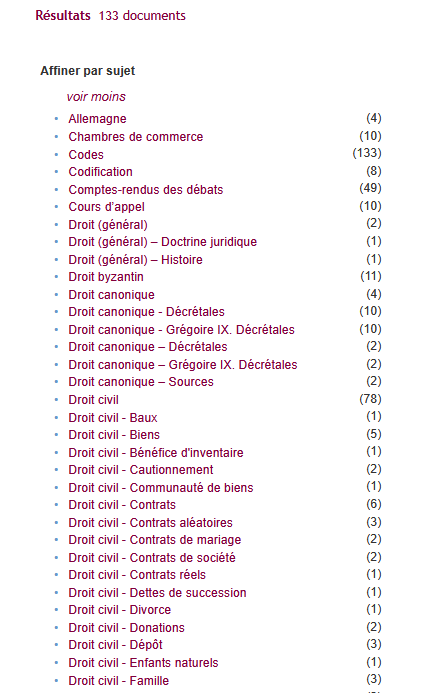 Résultats 133 documents
Affiner par sujet
voir moins
• Allemagne (4)
• Chambres de commerce (10)
• Codes (133)
• Codification (8)
• Comptes-rendus des débats (49)
• Cours d'appel (10)
• Droit (général) (2)
• Droit (général) – Doctrine juridique (1)
• Droit (général) – Histoire (1)
• Droit byzantin (11)
• Droit canonique (4)
• Droit canonique - Décrétales (10)
• Droit canonique - Grégoire IX. Décrétales (10)
• Droit canonique – Décrétales (2)
• Droit canonique – Grégoire IX. Décrétales (2)
• Droit canonique – Sources (2)
• Droit civil (78)
• Droit civil - Baux (1)
• Droit civil - Biens (5)
• Droit civil - Bénéfice d'inventaire (1)
• Droit civil - Cautionnement (2)
• Droit civil - Communauté de biens (1)
• Droit civil - Contrats (6)
• Droit civil - Contrats aléatoires (3)
• Droit civil - Contrats de mariage (2)
• Droit civil - Contrats de société (2)
• Droit civil - Contrats réels (1)
• Droit civil - Dettes de succession (1)
• Droit civil - Divorce (1)
• Droit civil - Donations (2)
• Droit civil - Dépôt (3)
• Droit civil - Enfants naturels (1)
• Droit civil - Famille (3)